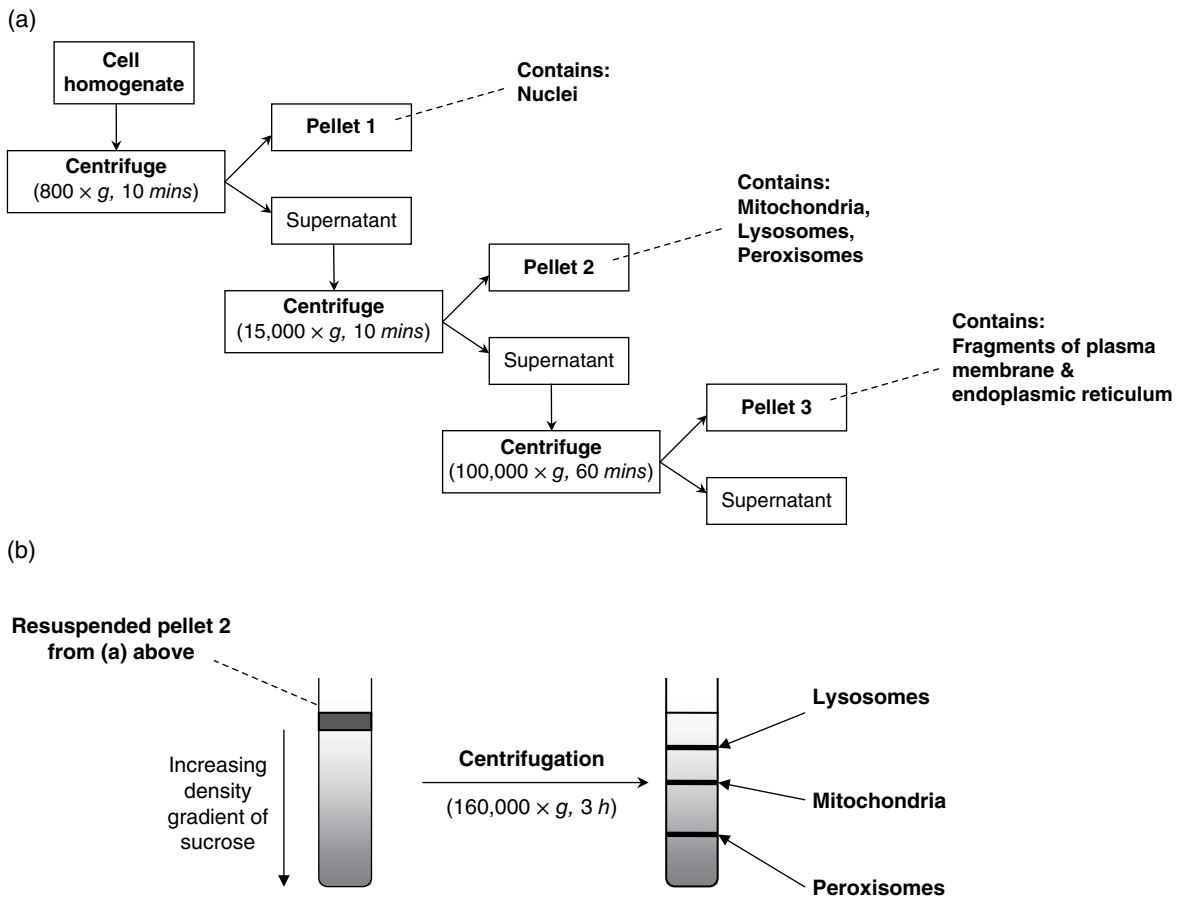 (a)
Cell
homogenate
Centrifuge
(800 × g, 10 mins)
Pellet 1
Contains:
Nuclei
Supernatant
Centrifuge
(15,000 × g, 10 mins)
Pellet 2
Contains:
Mitochondria,
Lysosomes,
Peroxisomes
Supernatant
Centrifuge
(100,000 × g, 60 mins)
Pellet 3
Contains:
Fragments of plasma
membrane &
endoplasmic reticulum
Supernatant
(b)
Resuspended pellet 2
from (a) above
Increasing
density
gradient of
sucrose
Centrifugation
(160,000 × g, 3 h)
Lysosomes
Mitochondria
Peroxisomes